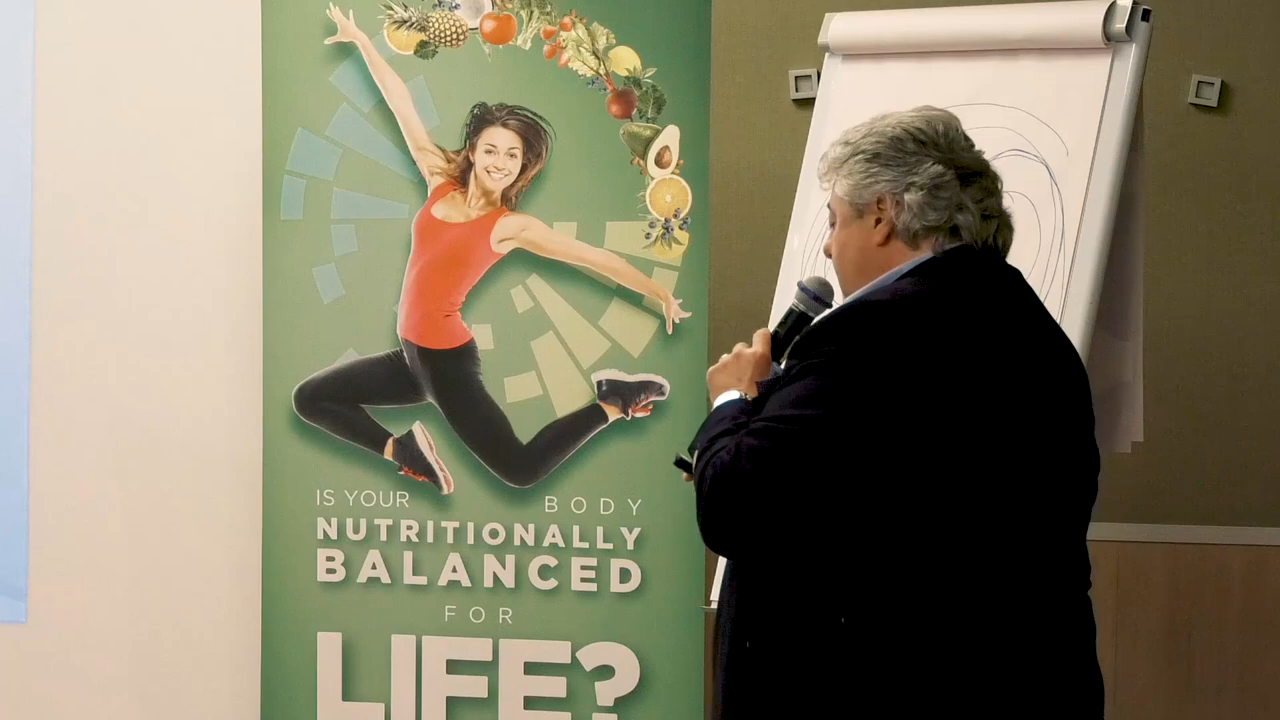 IS YOUR BODY
NUTRITIONALLY
BALANCED
FOR
LIFE?